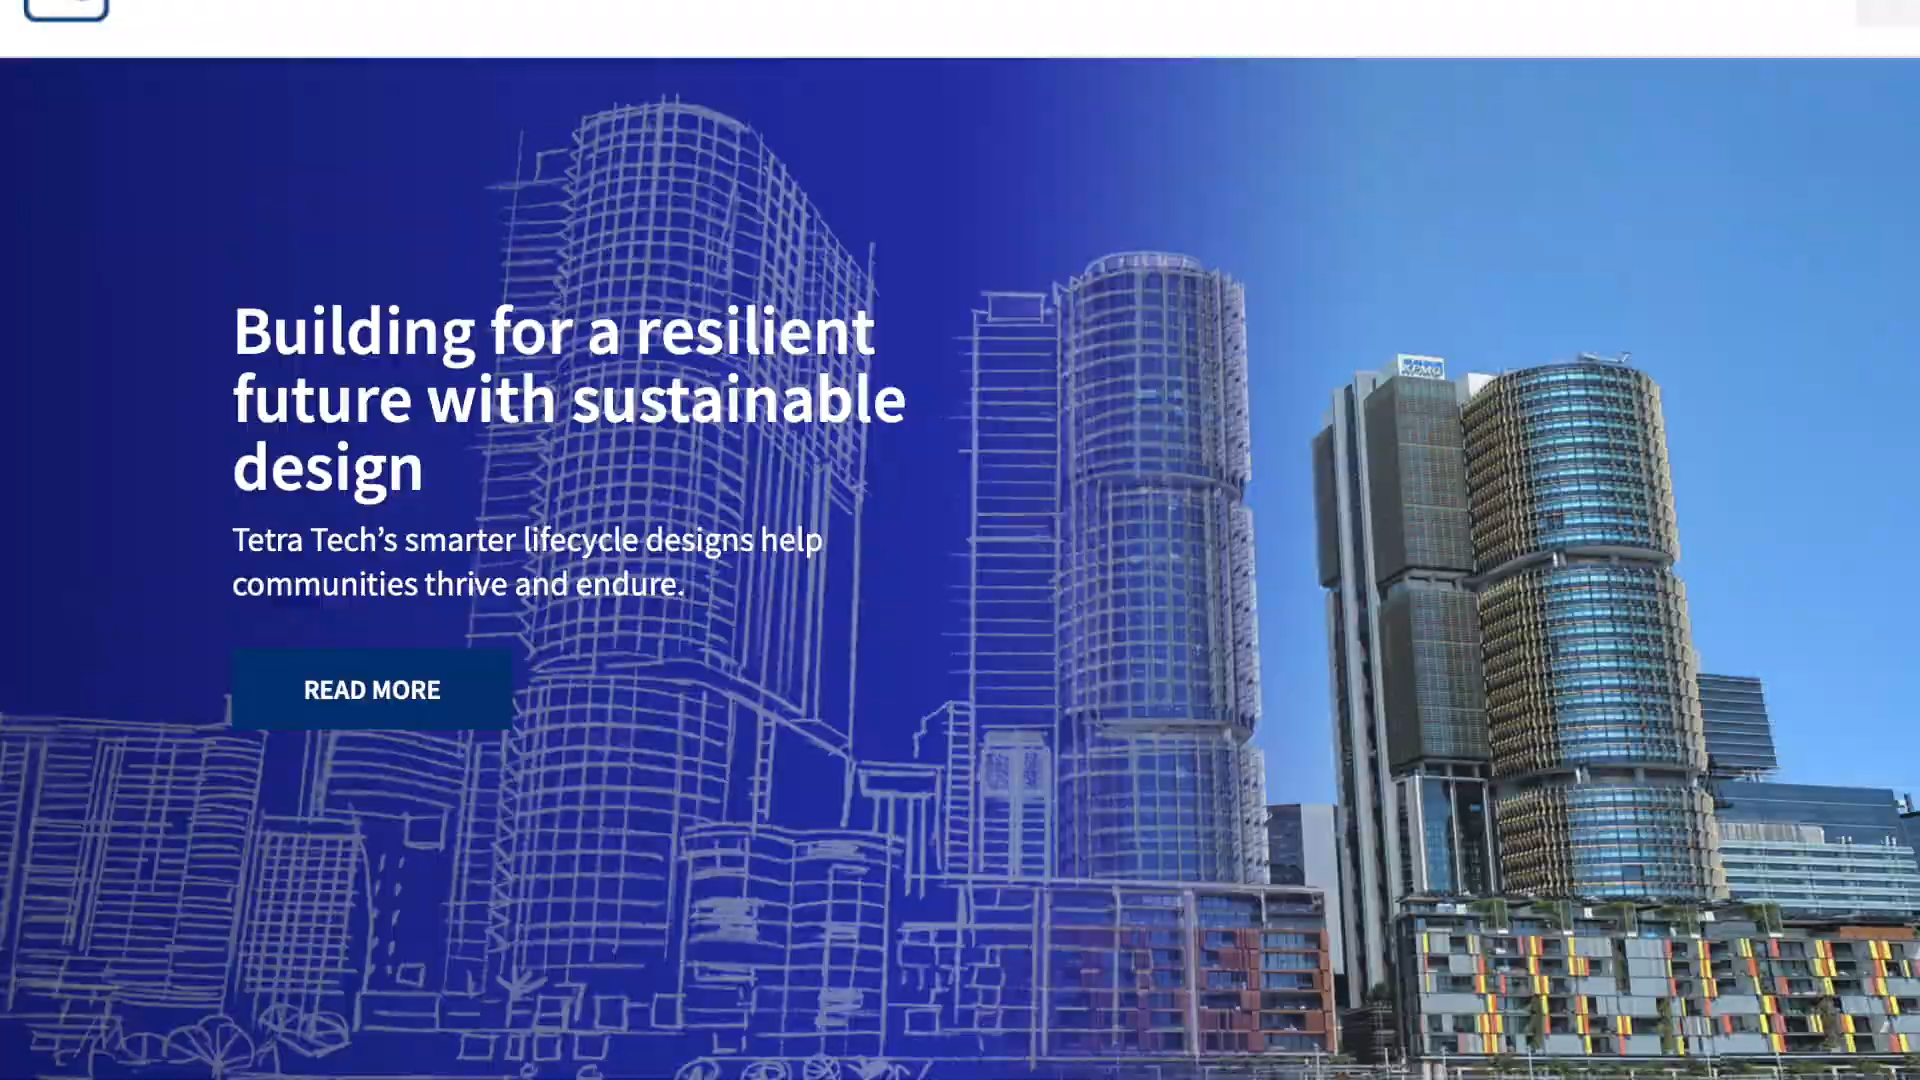 Building for a resilient
future with sustainable
design
Tetra Tech’s smarter lifecycle designs help
communities thrive and endure.
READ MORE
KPMG